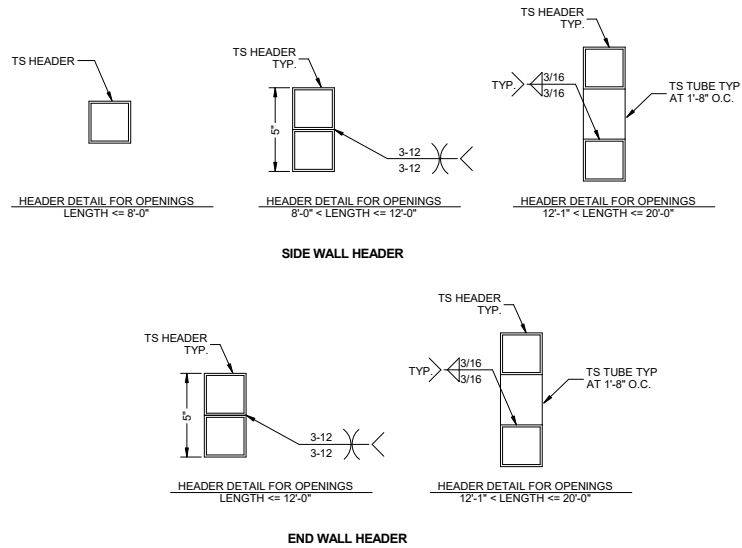 TS HEADER
HEADER DETAIL FOR OPENINGS
LENGTH <= 8'-0"
TS HEADER
TYP.
5"
3-12
3-12
HEADER DETAIL FOR OPENINGS
8'-0" < LENGTH <= 12'-0"
TS HEADER
TYP.
TYP.
3/16
3/16
TS TUBE TYP
AT 1'-8" O.C.
HEADER DETAIL FOR OPENINGS
12'-1" < LENGTH <= 20'-0"
SIDE WALL HEADER
TS HEADER
TYP.
5"
3-12
3-12
HEADER DETAIL FOR OPENINGS
LENGTH <= 12'-0"
TS HEADER
TYP.
TYP.
3/16
3/16
TS TUBE TYP
AT 1'-8" O.C.
HEADER DETAIL FOR OPENINGS
12'-1" < LENGTH <= 20'-0"
END WALL HEADER